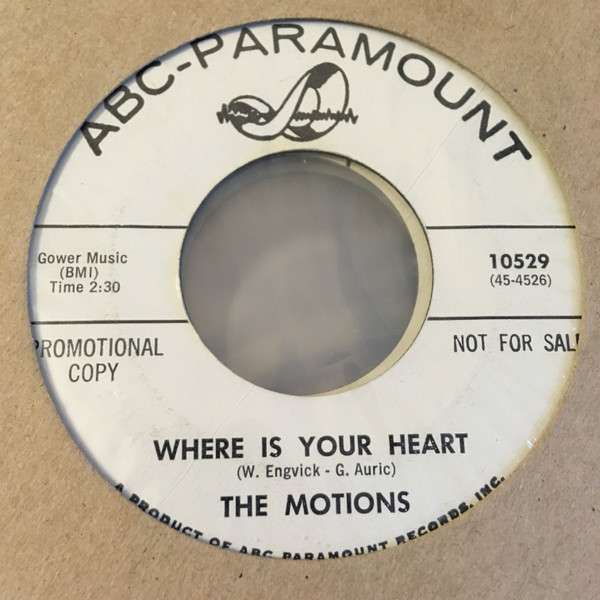 ABC-PARAMOUNT
Gower Music
(BMI)
Time 2:30
10529
(45-4526)
PROMOTIONAL
COPY
NOT FOR SALE
WHERE IS YOUR HEART
(W. Engvick - G. Auric)
THE MOTIONS
A PRODUCT OF ABC PARAMOUNT RECORDS, INC.